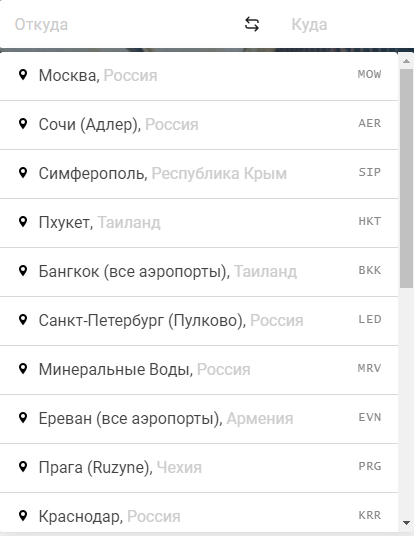 Откуда Куда
Москва, Россия MOW
Сочи (Адлер), Россия AER
Симферополь, Республика Крым SIP
Пхукет, Таиланд HKT
Бангкок (все аэропорты), Таиланд BKK
Санкт-Петербург (Пулково), Россия LED
Минеральные Воды, Россия MRV
Ереван (все аэропорты), Армения EVN
Прага (Ruzyne), Чехия PRG
Краснодар, Россия KRR